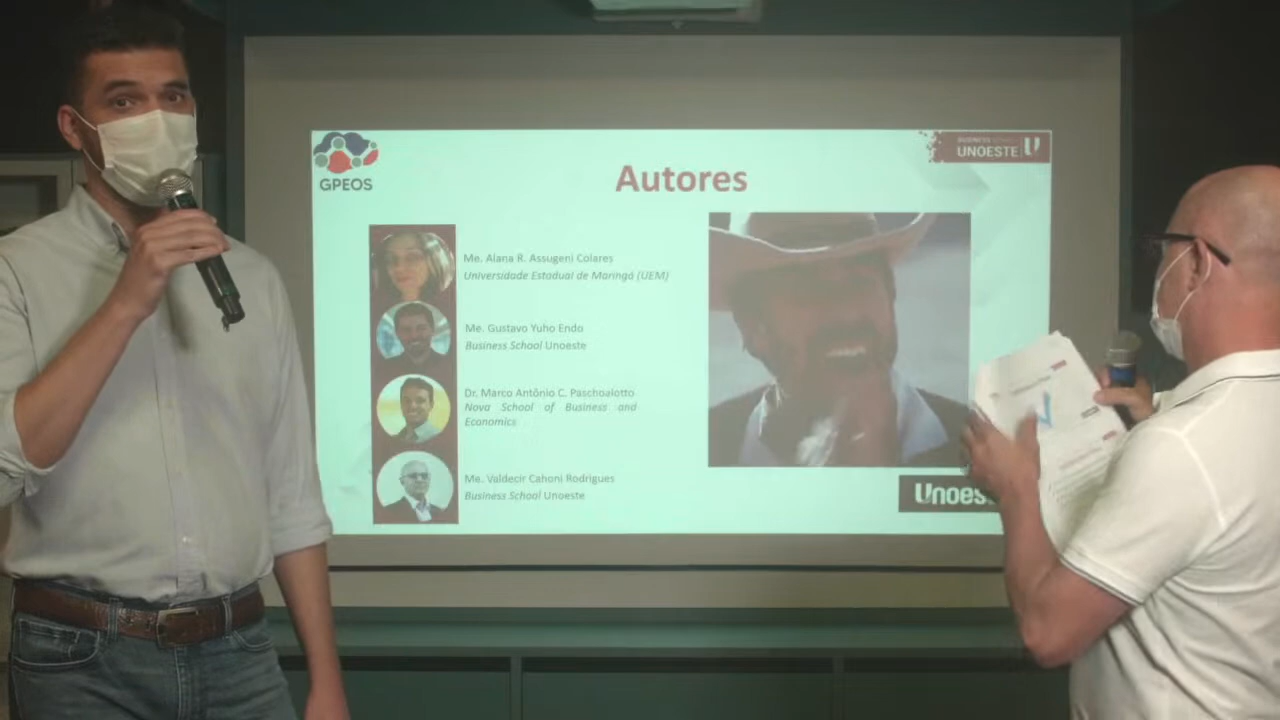 GPEOS
Autores
BUSINESS SCHOOL
UNOESTE
Me. Alana R. Assugeni Colares
Universidade Estadual de Maringá (UEM)
Me. Gustavo Yuho Endo
Business School Unoeste
Dr. Marco Antônio C. Paschoalotto
Nova School of Business and
Economics
Me. Valdecir Cahoni Rodrigues
Business School Unoeste
Unoes